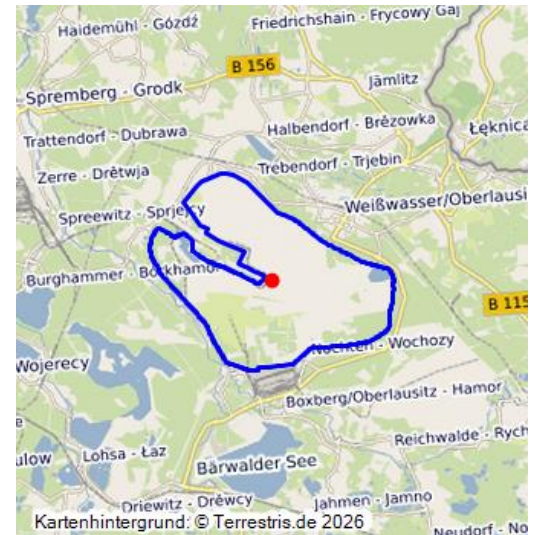 Haidemühl - Gózdź
Friedrichshain - Frycowy Gaj
B 156
Jämlitz
Spremberg - Grodk
Halbendorf - Brězowka
Łęknica
Trattendorf - Dubrawa
Trebendorf - Trjebin
Zerre - Drětwja
Weißwasser/Oberlausi
Spreewitz - Sprjejcy
Burghammer - Bórkhamor
B 115
Nochten - Wochozy
Wojerecy
Boxberg/Oberlausitz - Hamor
Reichwalde - Rych
ulow
Lohsa - Łaz
Bärwalder See
Driewitz - Drěwcy
Jahmen - Jamno
Kartenhintergrund: © Terrestris.de 2026
Neudorf - No